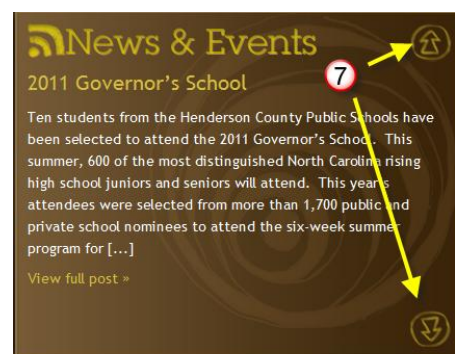 News & Events
7
2011 Governor's School
Ten students from the Henderson County Public Schools have
been selected to attend the 2011 Governor's School. This
summer, 600 of the most distinguished North Carolina rising
high school juniors and seniors will attend. This year's
attendees were selected from more than 1,700 public and
private school nominees to attend the six-week summer
program for [...]
View full post »